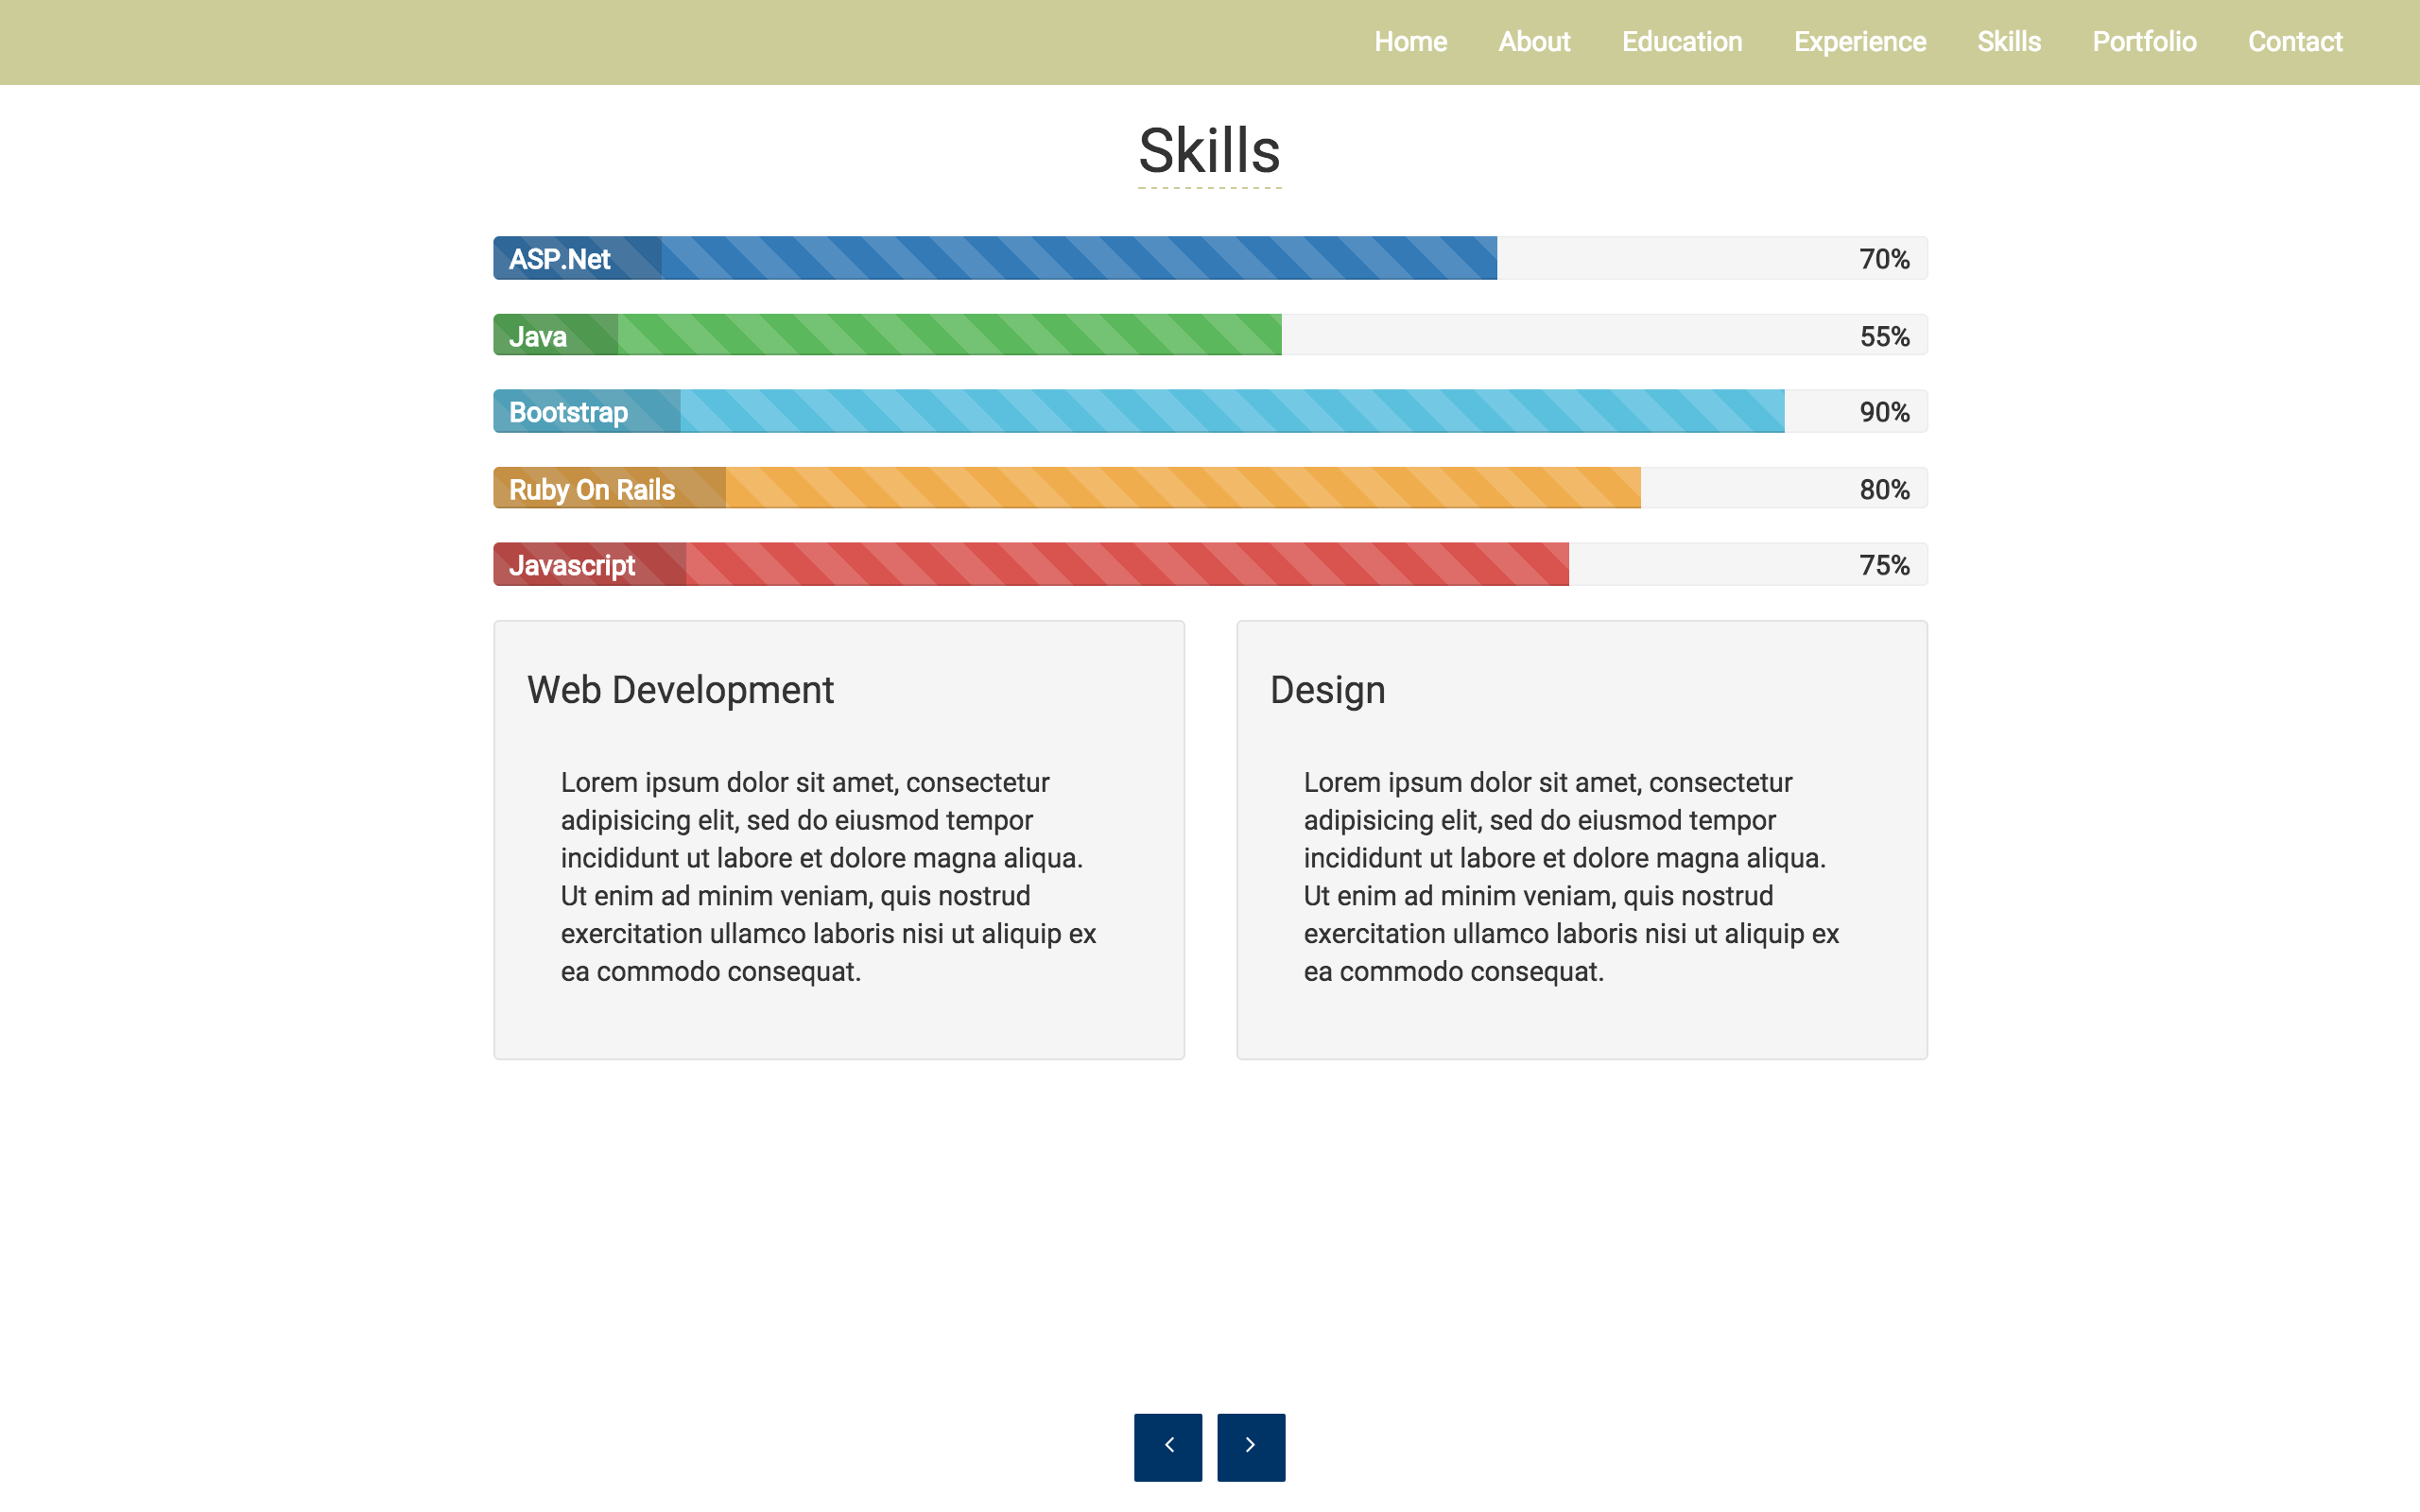 Home About Education Experience Skills Portfolio Contact
Skills
ASP.Net 70%
Java 55%
Bootstrap 90%
Ruby On Rails 80%
Javascript 75%
Web Development
Lorem ipsum dolor sit amet, consectetur
adipisicing elit, sed do eiusmod tempor
incididunt ut labore et dolore magna aliqua.
Ut enim ad minim veniam, quis nostrud
exercitation ullamco laboris nisi ut aliquip ex
ea commodo consequat.
Design
Lorem ipsum dolor sit amet, consectetur
adipisicing elit, sed do eiusmod tempor
incididunt ut labore et dolore magna aliqua.
Ut enim ad minim veniam, quis nostrud
exercitation ullamco laboris nisi ut aliquip ex
ea commodo consequat.